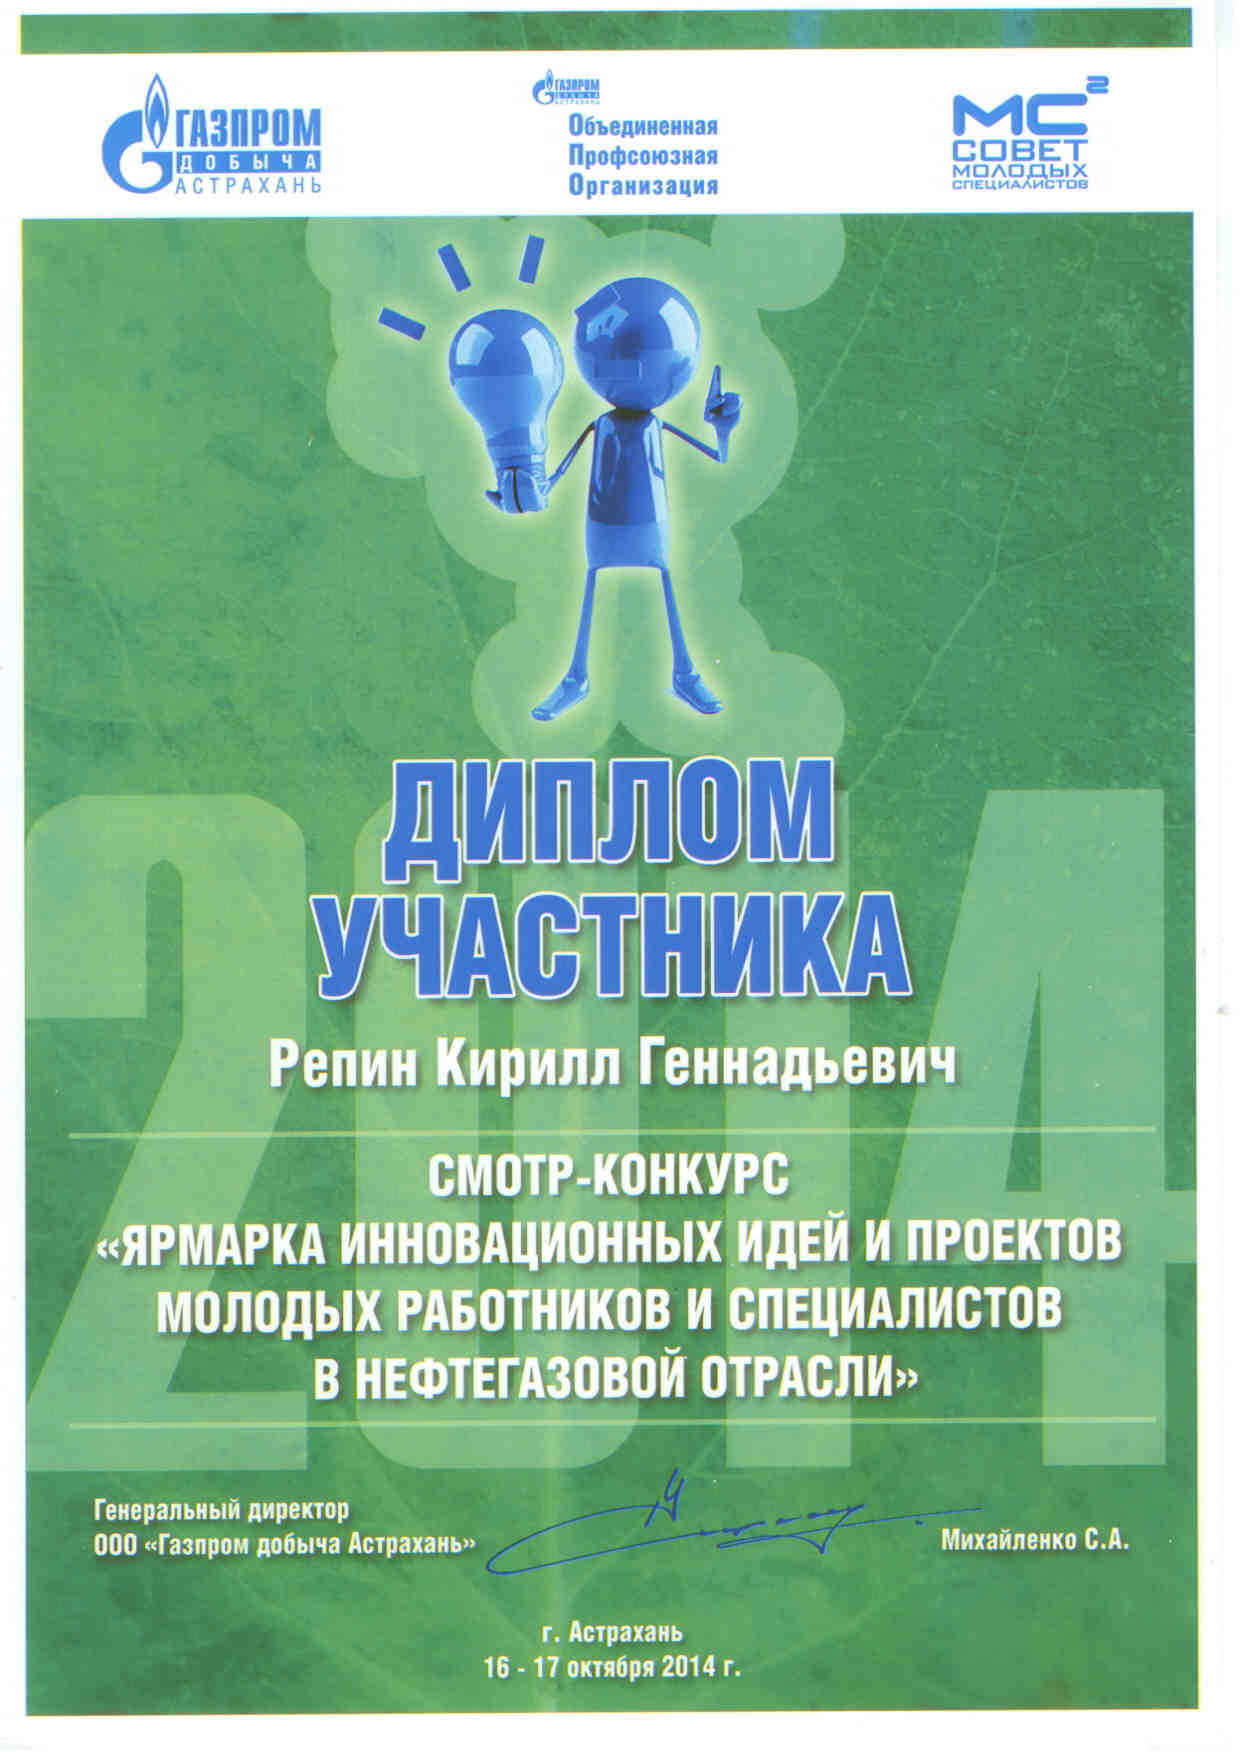 ГАЗПРОМ
ДОБЫЧА
АСТРАХАНЬ
ГАЗПРОМ
ДОБЫЧА
АСТРАХАНЬ
Объединенная
Профсоюзная
Организация
МС²
СОВЕТ
МОЛОДЫХ
СПЕЦИАЛИСТОВ
2014
ДИПЛОМ
УЧАСТНИКА
Репин Кирилл Геннадьевич
СМОТР-КОНКУРС
«ЯРМАРКА ИННОВАЦИОННЫХ ИДЕЙ И ПРОЕКТОВ
МОЛОДЫХ РАБОТНИКОВ И СПЕЦИАЛИСТОВ
В НЕФТЕГАЗОВОЙ ОТРАСЛИ»
Генеральный директор
ООО «Газпром добыча Астрахань»
Михайленко С.А.
г. Астрахань
16 - 17 октября 2014 г.